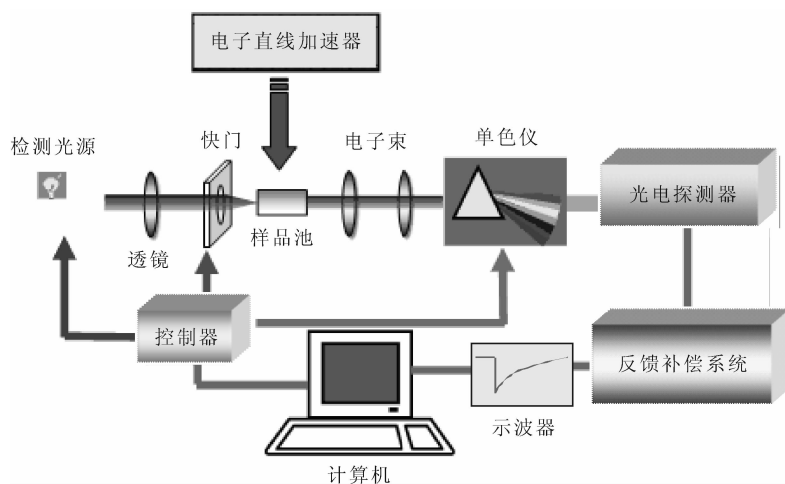 电子直线加速器
检测光源
快门
电子束
单色仪
光电探测器
透镜
样品池
控制器
反馈补偿系统
示波器
计算机